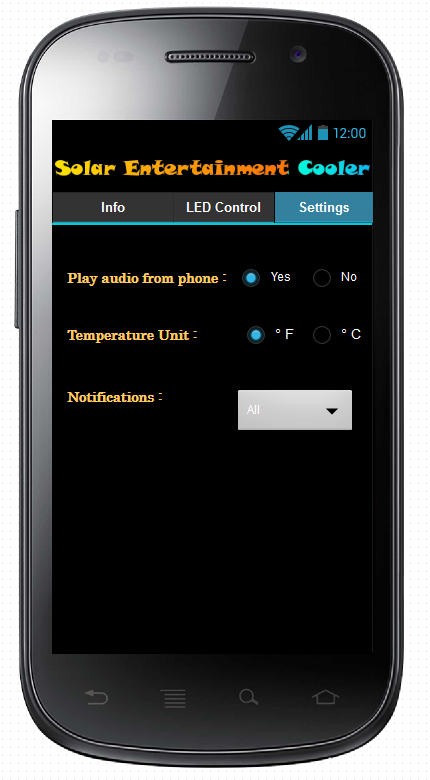 12:00
Solar Entertainment Cooler
Info LED Control Settings
Play audio from phone : Yes No
Temperature Unit : ° F ° C
Notifications : All